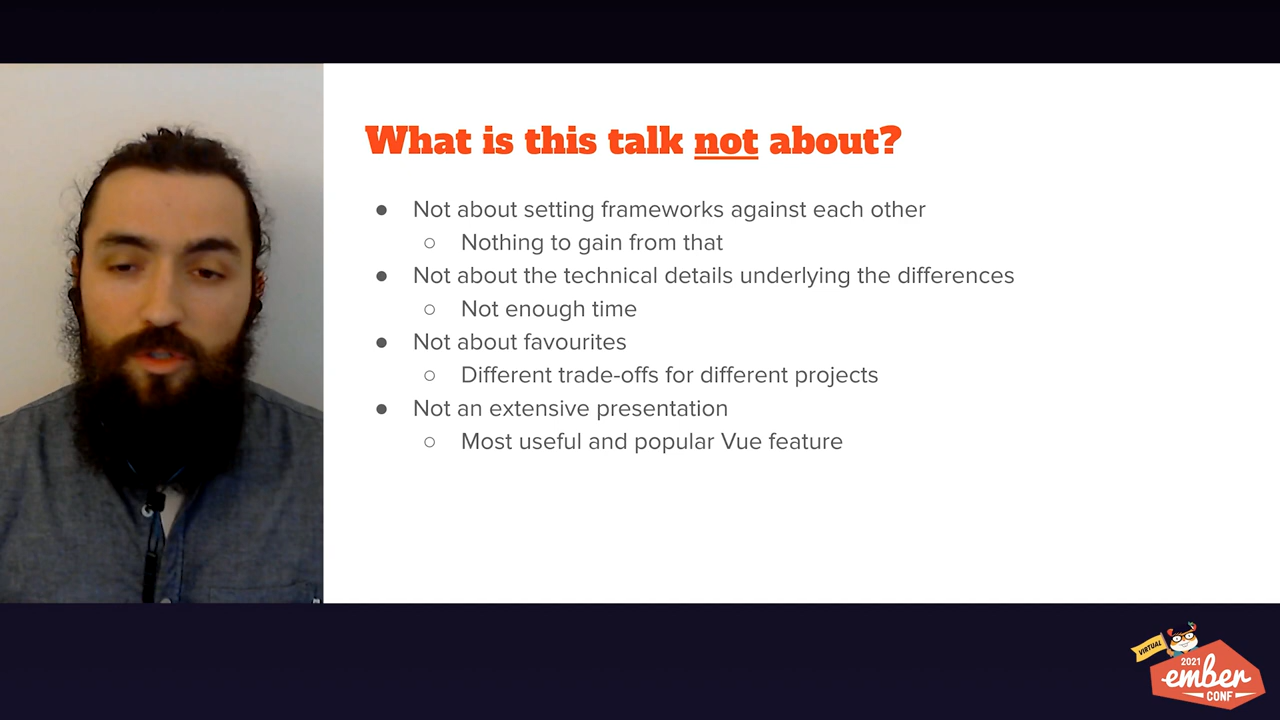 What is this talk not about?
● Not about setting frameworks against each other
○ Nothing to gain from that
● Not about the technical details underlying the differences
○ Not enough time
● Not about favourites
○ Different trade-offs for different projects
● Not an extensive presentation
○ Most useful and popular Vue feature
VIRTUAL
2021
ember
CONF